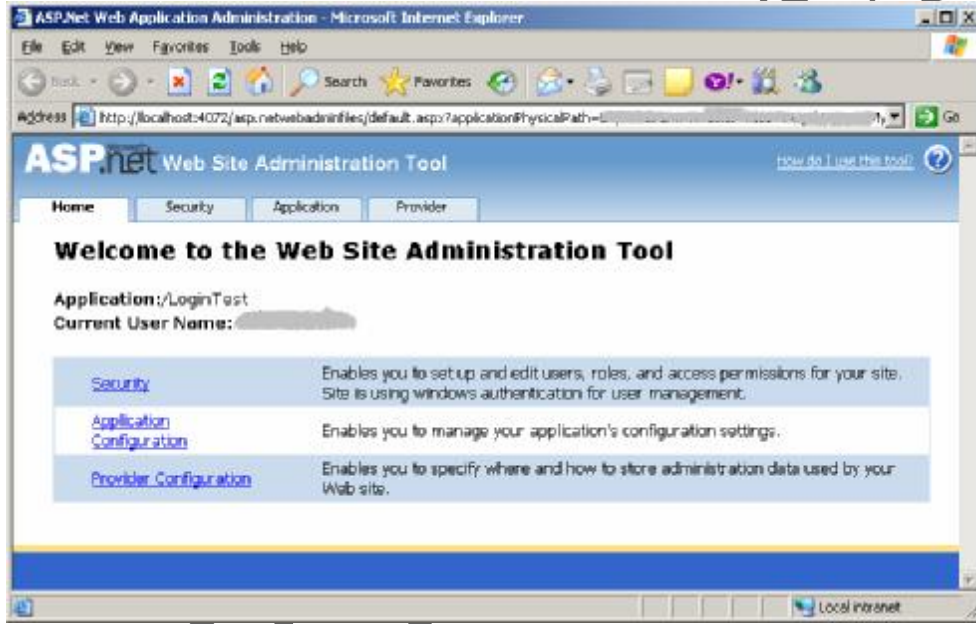 ASP.Net Web Application Administration - Microsoft Internet Explorer
File Edit View Favorites Tools Help
Back Search Favorites
Address http://localhost:4072/asp.netwebadminfiles/default.aspx?applicationPhysicalPath= Go
ASP.net Web Site Administration Tool How do I use this tool? ?
Home Security Application Provider
Welcome to the Web Site Administration Tool
Application:/LoginTest
Current User Name:
Security
Enables you to set up and edit users, roles, and access permissions for your site.
Site is using windows authentication for user management.
Application
Configuration
Enables you to manage your application's configuration settings.
Provider Configuration
Enables you to specify where and how to store administration data used by your
Web site.
Local intranet